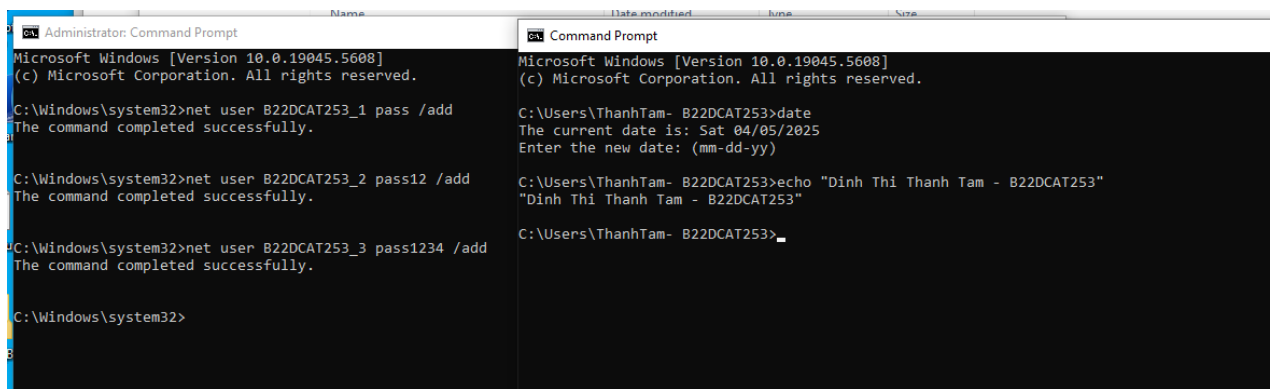 Name Date modified Type Size
Administrator: Command Prompt
Microsoft Windows [Version 10.0.19045.5608]
(c) Microsoft Corporation. All rights reserved.
C:\Windows\system32>net user B22DCAT253_1 pass /add
The command completed successfully.
C:\Windows\system32>net user B22DCAT253_2 pass12 /add
The command completed successfully.
C:\Windows\system32>net user B22DCAT253_3 pass1234 /add
The command completed successfully.
C:\Windows\system32>
Command Prompt
Microsoft Windows [Version 10.0.19045.5608]
(c) Microsoft Corporation. All rights reserved.
C:\Users\ThanhTam- B22DCAT253>date
The current date is: Sat 04/05/2025
Enter the new date: (mm-dd-yy)
C:\Users\ThanhTam- B22DCAT253>echo "Dinh Thi Thanh Tam - B22DCAT253"
"Dinh Thi Thanh Tam - B22DCAT253"
C:\Users\ThanhTam- B22DCAT253>